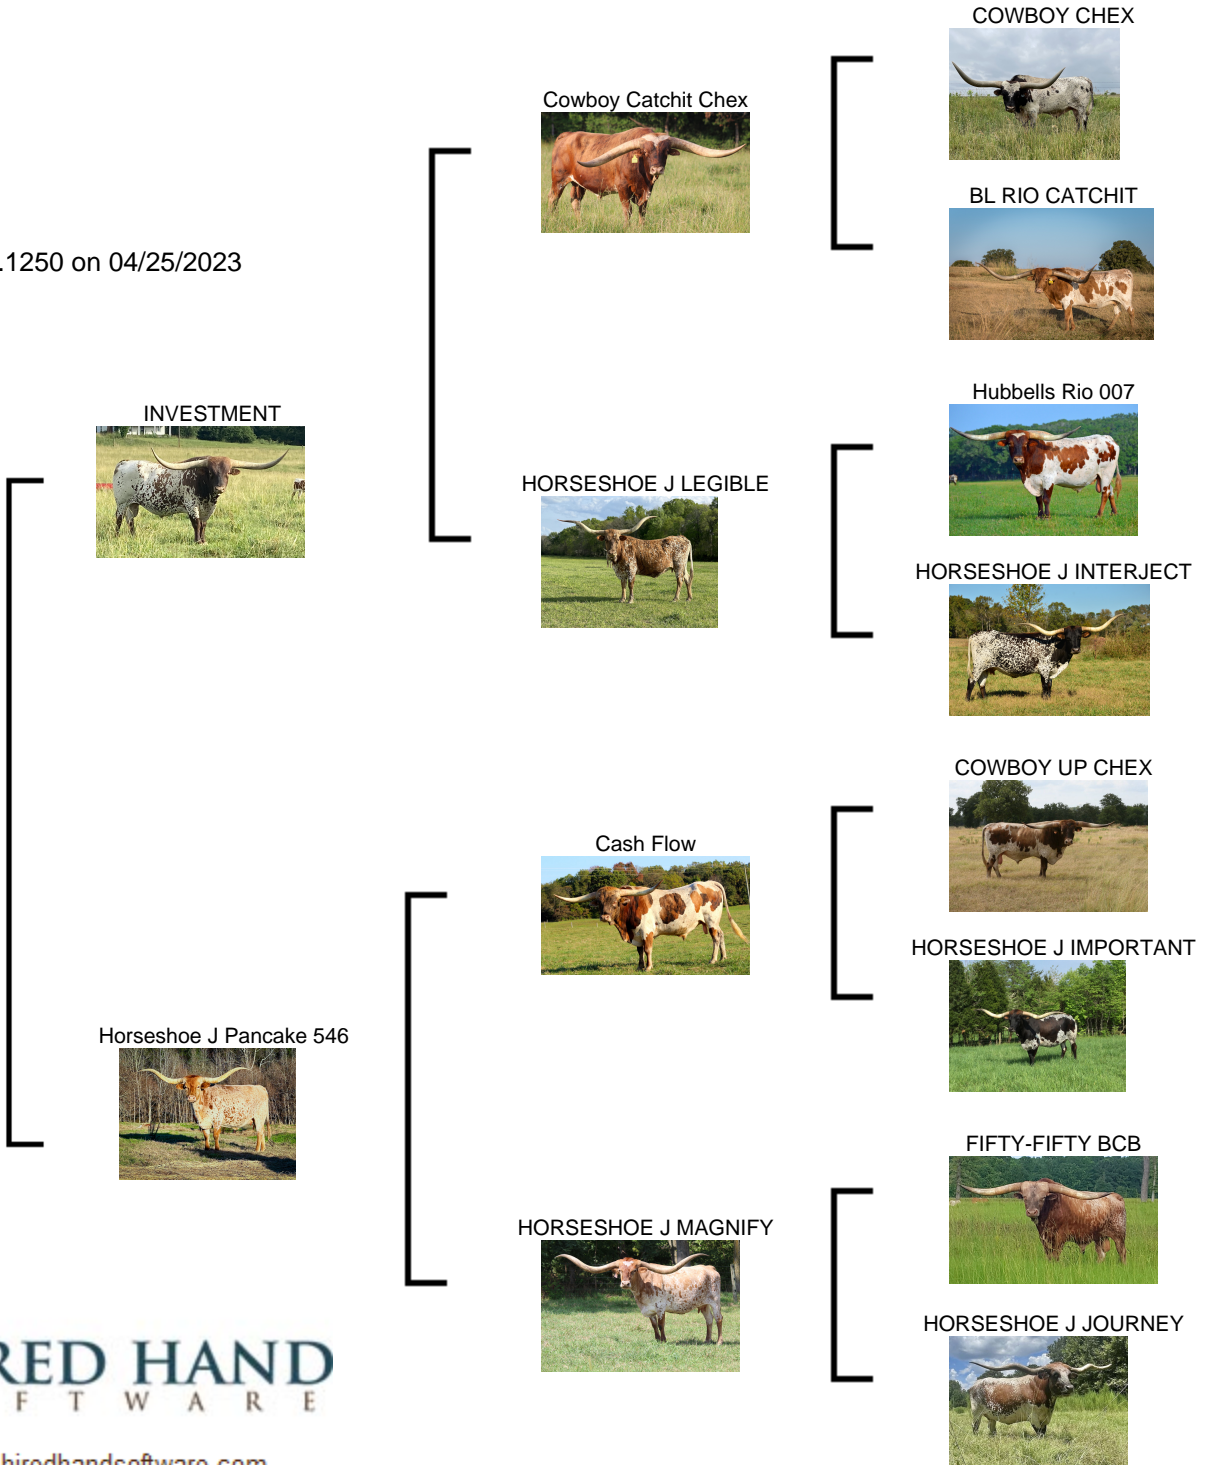 COWBOY CHEX
Cowboy Catchit Chex
BL RIO CATCHIT
.1250 on 04/25/2023
INVESTMENT
Hubbells Rio 007
HORSESHOE J LEGIBLE
HORSESHOE J INTERJECT
COWBOY UP CHEX
Cash Flow
HORSESHOE J IMPORTANT
Horseshoe J Pancake 546
FIFTY-FIFTY BCB
HORSESHOE J MAGNIFY
HORSESHOE J JOURNEY
RED HAND
F T W A R E
hiredhandsoftware.com